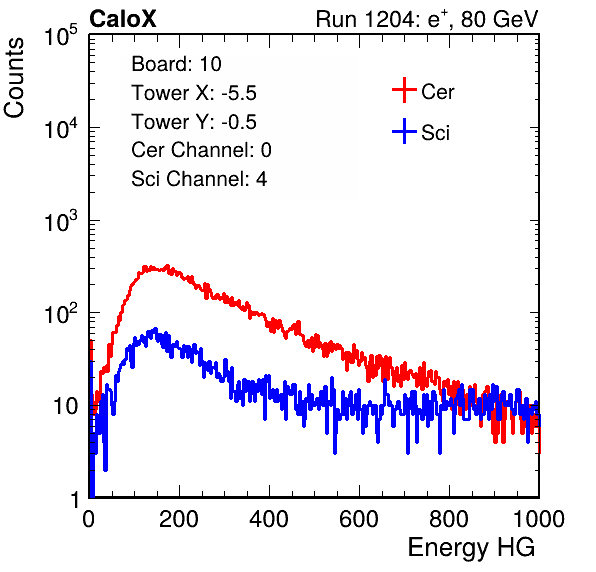 CaloX Run 1204: e⁺, 80 GeV
Counts
Board: 10
Tower X: -5.5
Tower Y: -0.5
Cer Channel: 0
Sci Channel: 4
Cer
Sci
10⁵
10⁴
10³
10²
10
1
0 200 400 600 800 1000
Energy HG